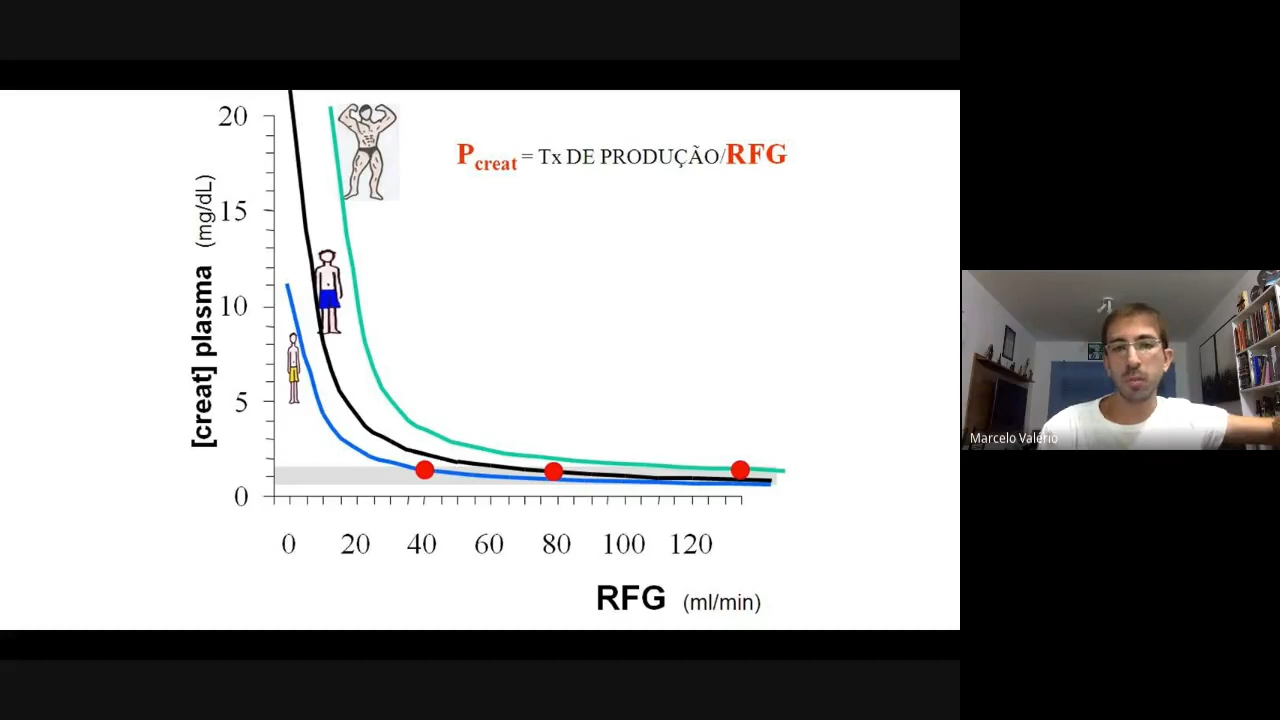 P creat = Tx DE PRODUÇÃO/RFG
[creat] plasma (mg/dL)
20
15
10
5
0
0 20 40 60 80 100 120
RFG (ml/min)
Marcelo Valério